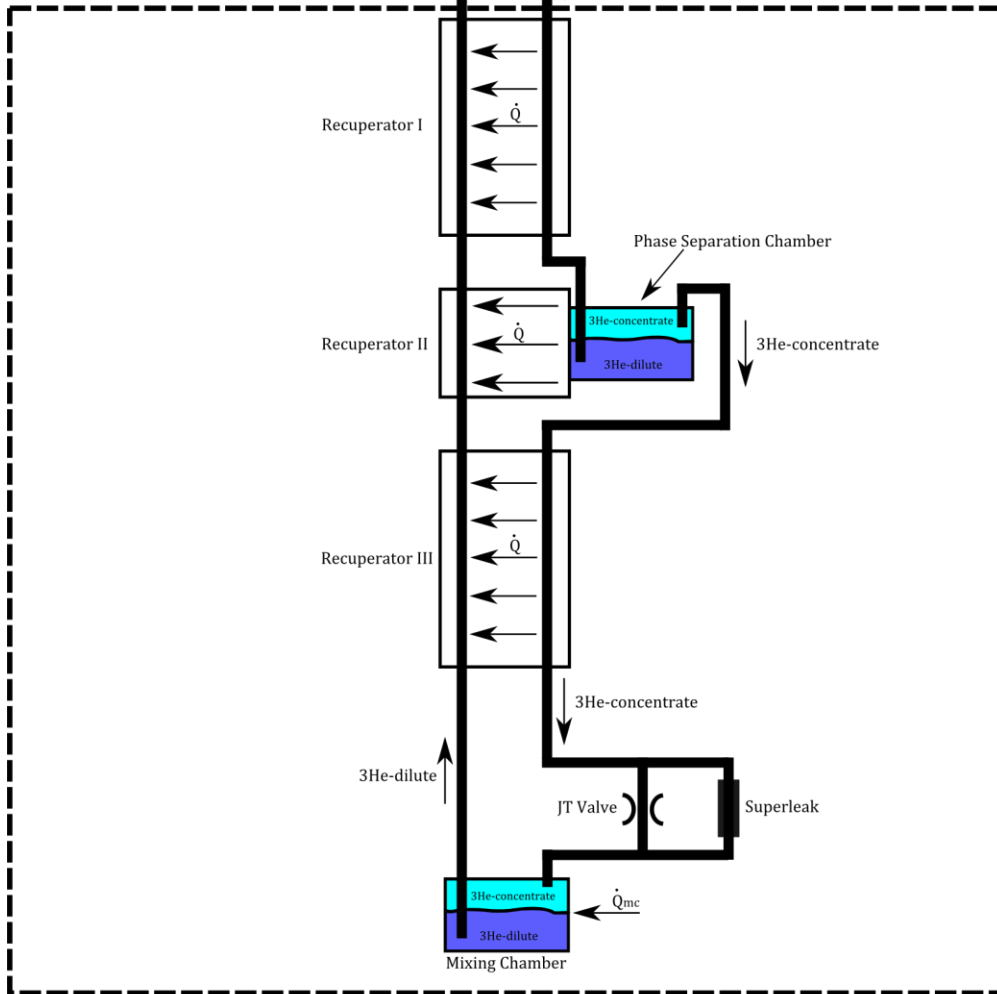 Recuperator I
Q̇
Phase Separation Chamber
3He-concentrate
3He-dilute
Recuperator II
Q̇
3He-concentrate
Recuperator III
Q̇
3He-concentrate
3He-dilute
JT Valve
Superleak
3He-concentrate
3He-dilute
Q̇mc
Mixing Chamber